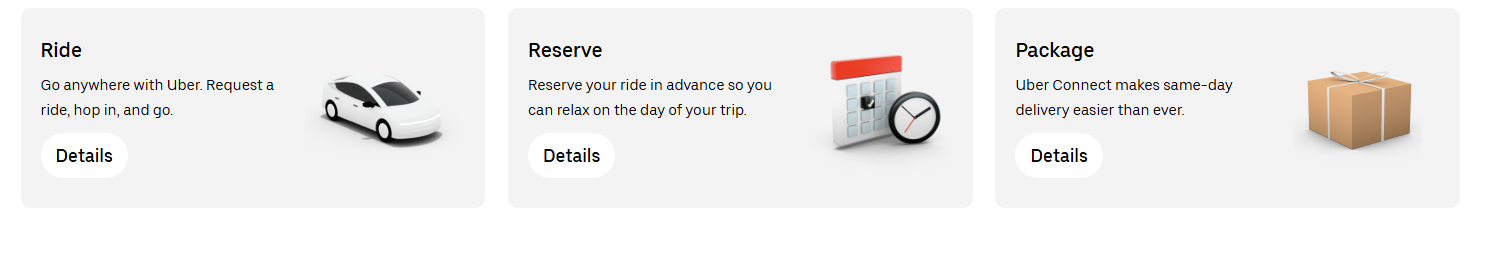 Ride
Go anywhere with Uber. Request a
ride, hop in, and go.
Details
Reserve
Reserve your ride in advance so you
can relax on the day of your trip.
Details
Package
Uber Connect makes same-day
delivery easier than ever.
Details